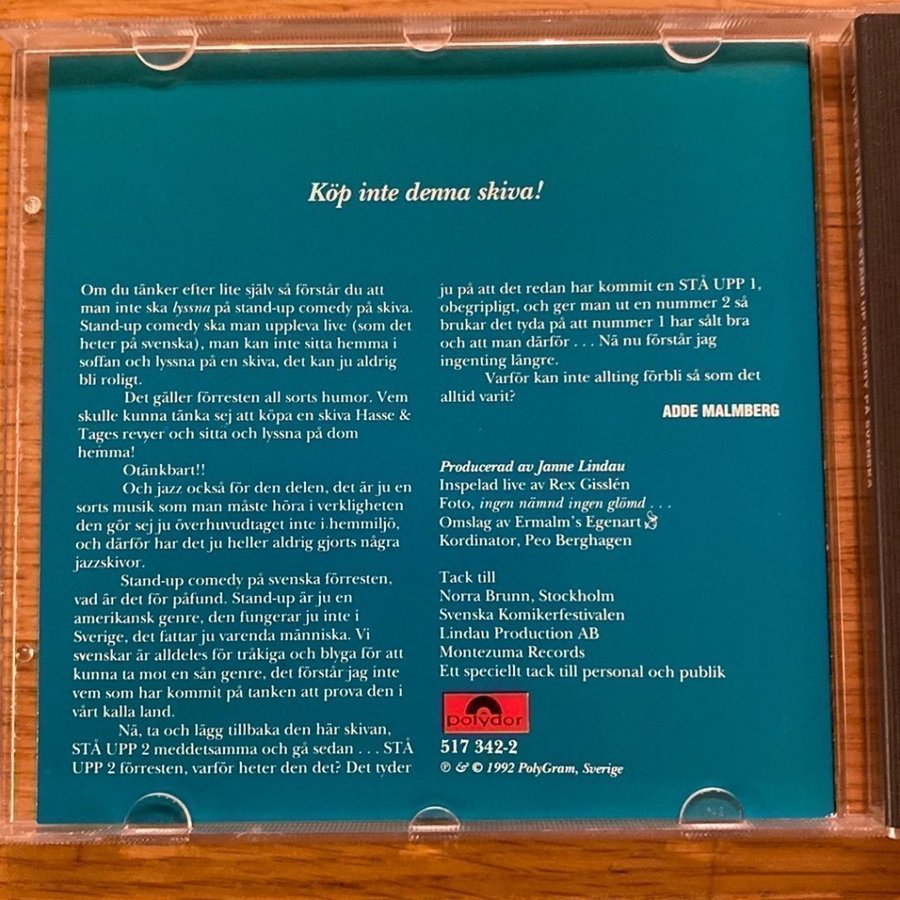 Köp inte denna skiva!
Om du tänker efter lite själv så förstår du att
man inte ska lyssna på stand-up comedy på skiva.
Stand-up comedy ska man uppleva live (som det
heter på svenska), man kan inte sitta hemma i
soffan och lyssna på en skiva, det kan ju aldrig
bli roligt.
Det gäller förresten all sorts humor. Vem
skulle kunna tänka sej att köpa en skiva Hasse &
Tages revyer och sitta och lyssna på dom
hemma!
Otänkbart!!
Och jazz också för den delen, det är ju en
sorts musik som man måste höra i verkligheten
den gör sej ju överhuvudtaget inte i hemmiljö,
och därför har det ju heller aldrig gjorts några
jazzskivor.
Stand-up comedy på svenska förresten,
vad är det för påfund. Stand-up är ju en
amerikansk genre, den fungerar ju inte i
Sverige, det fattar ju varenda människa. Vi
svenskar är alldeles för tråkiga och blyga för att
kunna ta mot en sån genre, det förstår jag inte
vem som har kommit på tanken att prova den i
vårt kalla land.
Nä, ta och lägg tillbaka den här skivan,
STÅ UPP 2 meddetsamma och gå sedan . . . STÅ
UPP 2 förresten, varför heter den det? Det tyder
ju på att det redan har kommit en STÅ UPP 1,
obegripligt, och ger man ut en nummer 2 så
brukar det tyda på att nummer 1 har sålt bra
och att man därför . . . Nä nu förstår jag
ingenting längre.
Varför kan inte allting förbli så som det
alltid varit?
ADDE MALMBERG
Producerad av Janne Lindau
Inspelad live av Rex Gisslén
Foto, ingen nämnd ingen glömd . . .
Omslag av Ermalm's Egenart
Kordinator, Peo Berghagen
Tack till
Norra Brunn, Stockholm
Svenska Komikerfestivalen
Lindau Production AB
Montezuma Records
Ett speciellt tack till personal och publik
polydor
517 342-2
℗ & © 1992 PolyGram, Sverige
STAND UP COMEDY PÅ SVENSKA